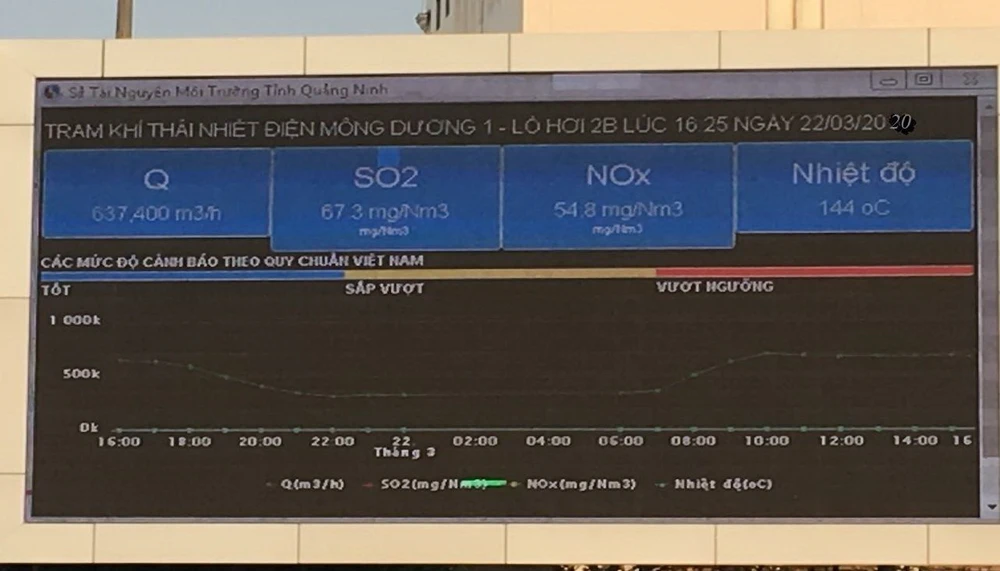 Sở Tài Nguyên Môi Trường Tỉnh Quảng Ninh
TRẠM KHÍ THẢI NHIỆT ĐIỆN MÔNG DƯƠNG 1 - LÒ HƠI 2B LÚC 16:25 NGÀY 22/03/2020
Q SO2 NOx Nhiệt độ
637,400 m3/h 67.3 mg/Nm3 54.8 mg/Nm3 144 oC
mg/Nm3 mg/Nm3
CÁC MỨC ĐỘ CẢNH BÁO THEO QUY CHUẨN VIỆT NAM
TỐT SẮP VƯỢT VƯỢT NGƯỠNG
1 000k
500k
0k
16:00 18:00 20:00 22:00 22. 02:00 04:00 06:00 08:00 10:00 12:00 14:00 16
Tháng 3
Q(m3/h) SO2(mg/Nm3) NOx(mg/Nm3) Nhiệt độ(oC)